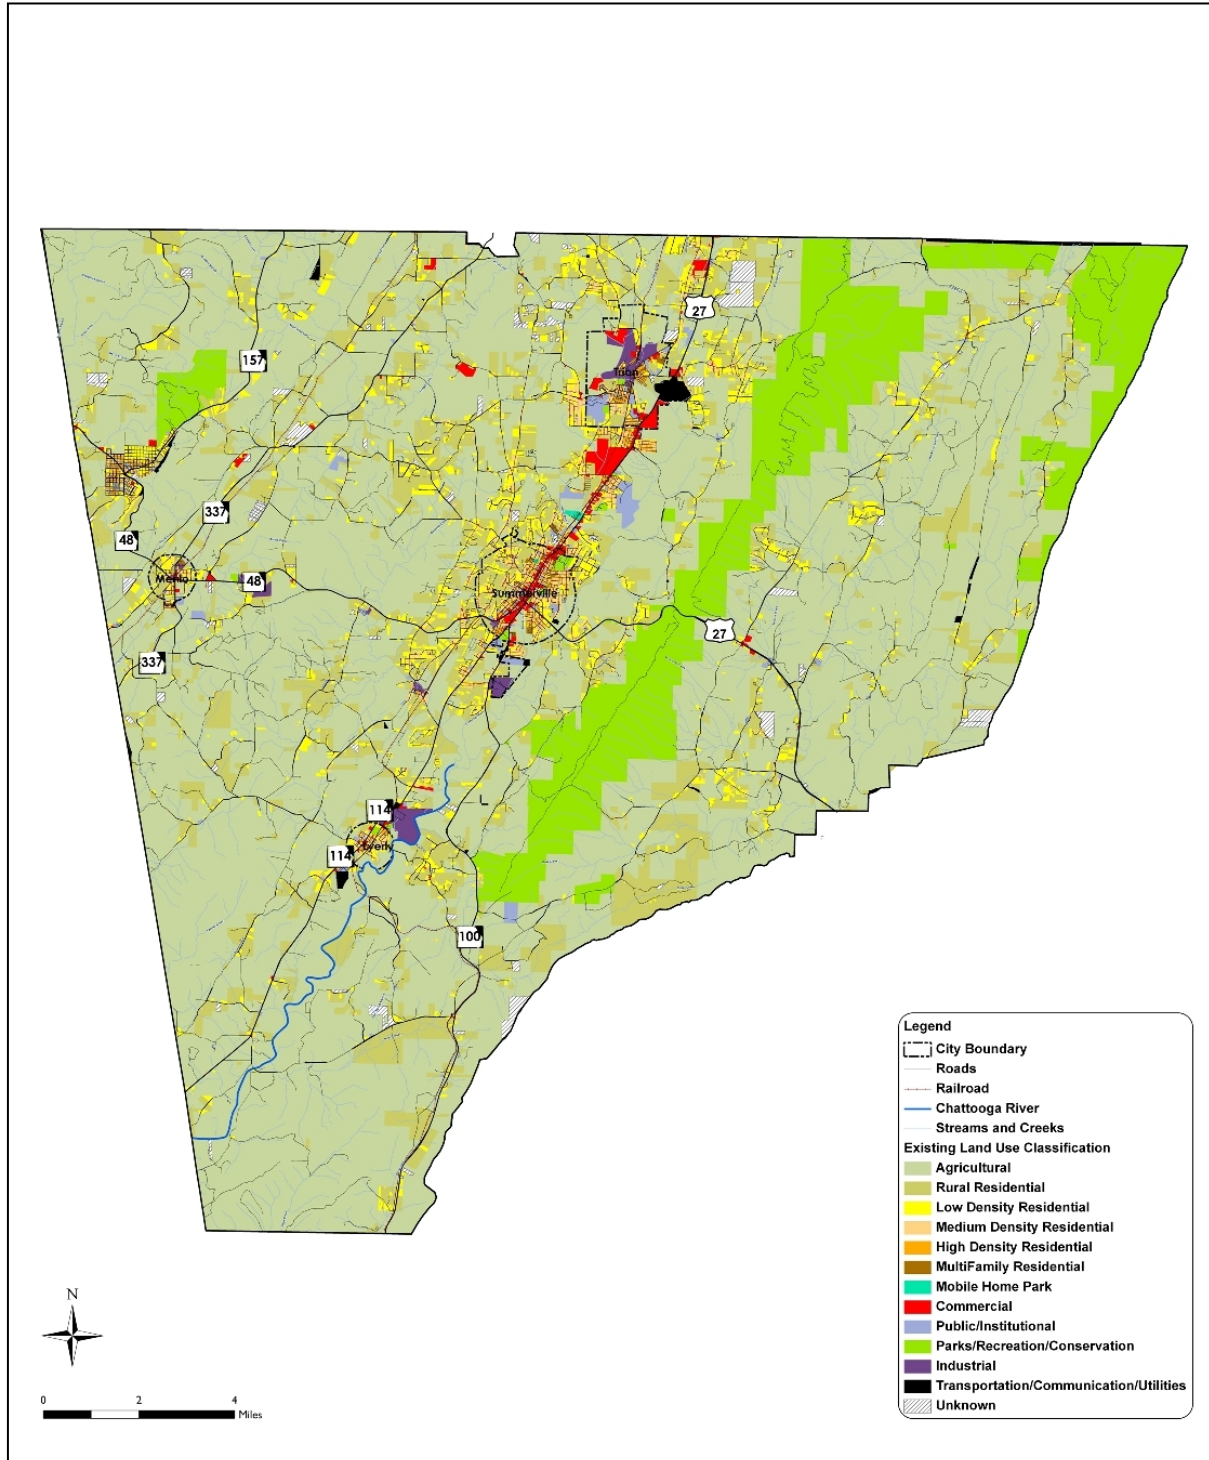 27
157
Trion
337
48
Menlo
48
Summerville
27
337
114
Lyerly
114
100
Legend
City Boundary
Roads
Railroad
Chattooga River
Streams and Creeks
Existing Land Use Classification
Agricultural
Rural Residential
Low Density Residential
Medium Density Residential
High Density Residential
MultiFamily Residential
Mobile Home Park
Commercial
Public/Institutional
Parks/Recreation/Conservation
Industrial
Transportation/Communication/Utilities
Unknown
N
0 2 4
Miles